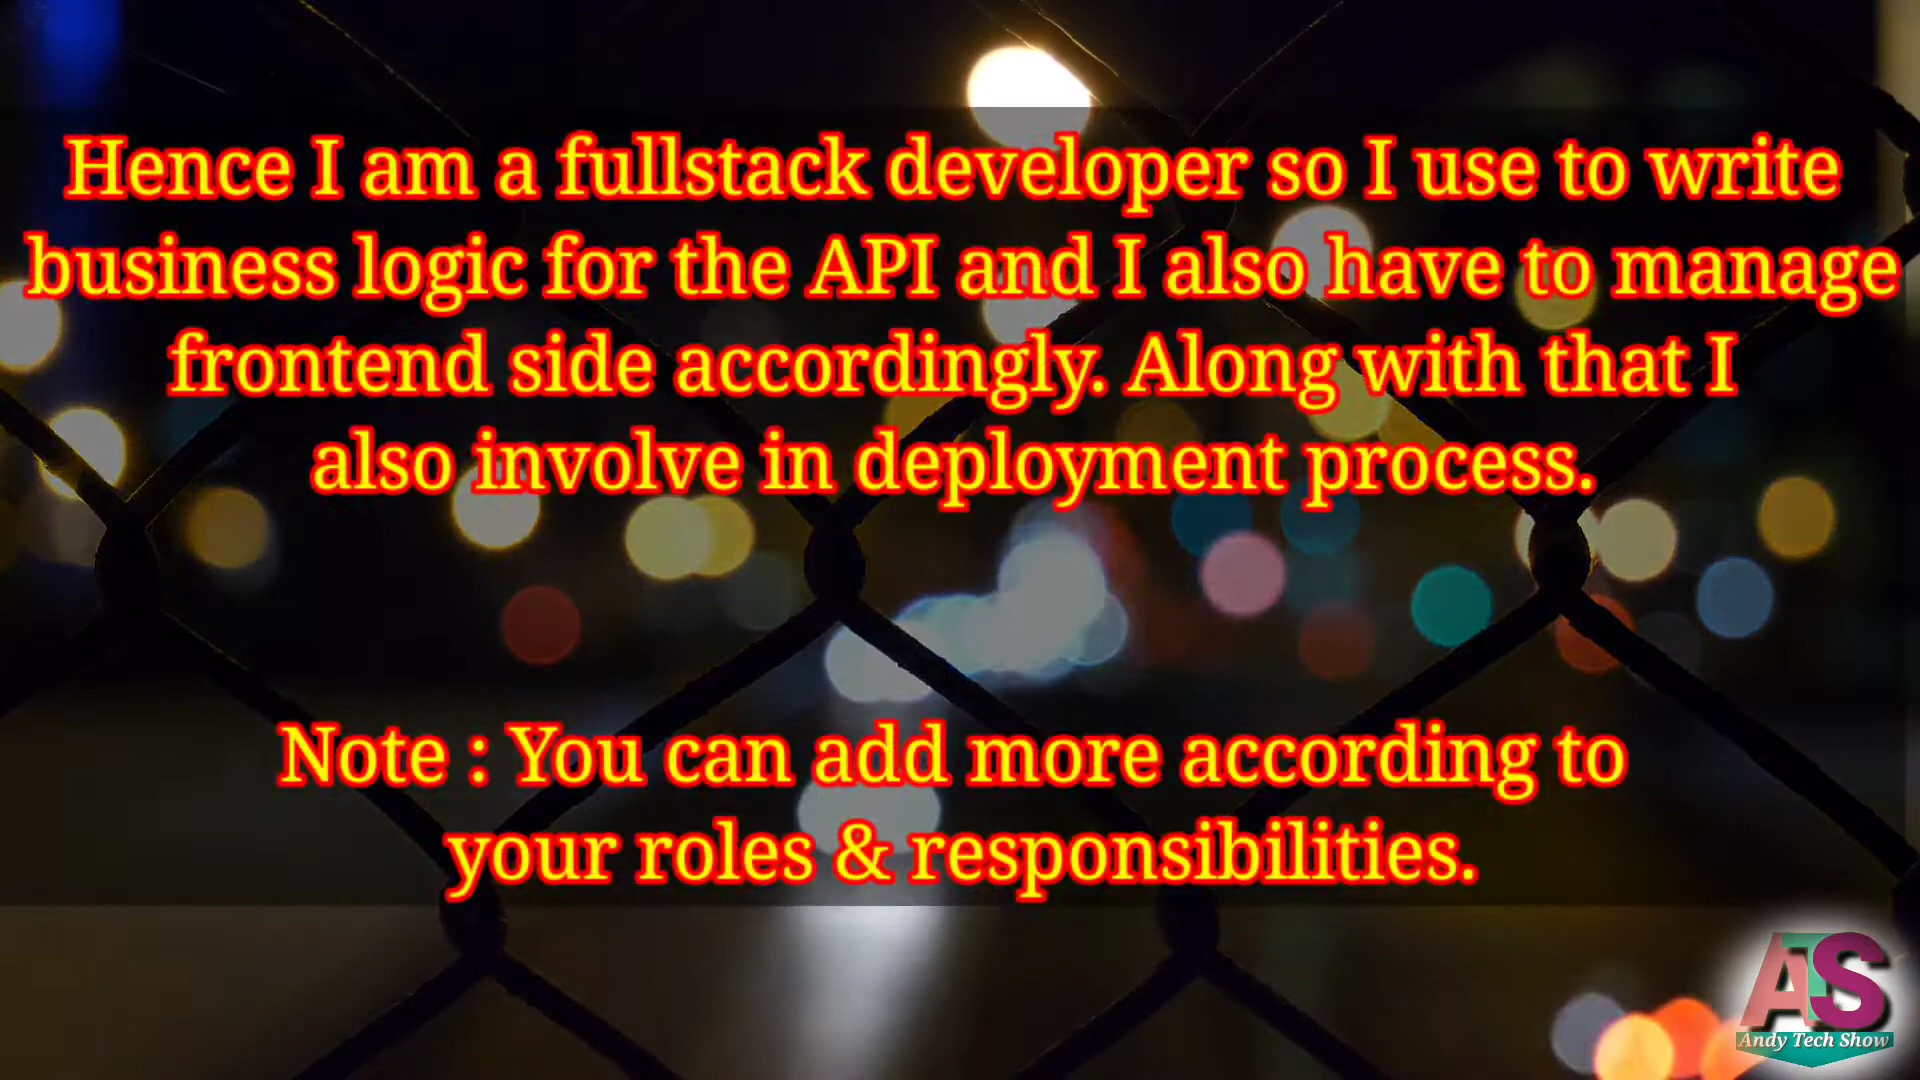 Hence I am a fullstack developer so I use to write
business logic for the API and I also have to manage
frontend side accordingly. Along with that I
also involve in deployment process.
Note : You can add more according to
your roles & responsibilities.
ATS
Andy Tech Show